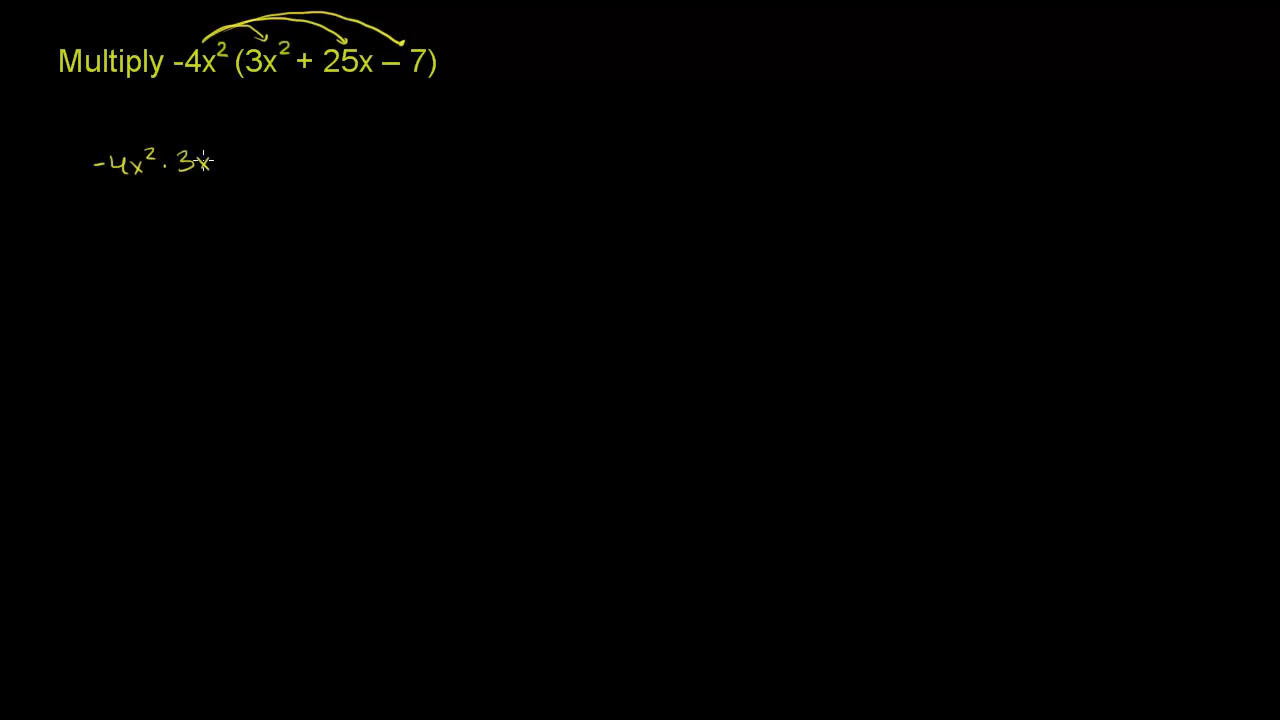 Multiply -4x² (3x² + 25x – 7)
-4x² · 3x